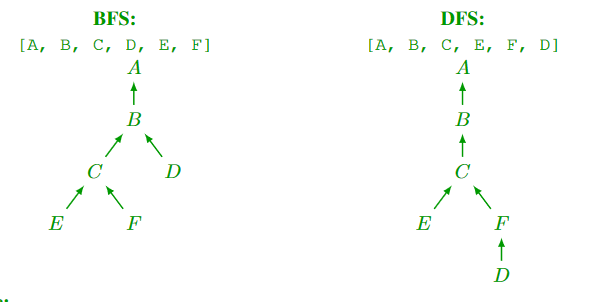 BFS:
[A, B, C, D, E, F]
A
B
C D
E F
DFS:
[A, B, C, E, F, D]
A
B
C
E F
D